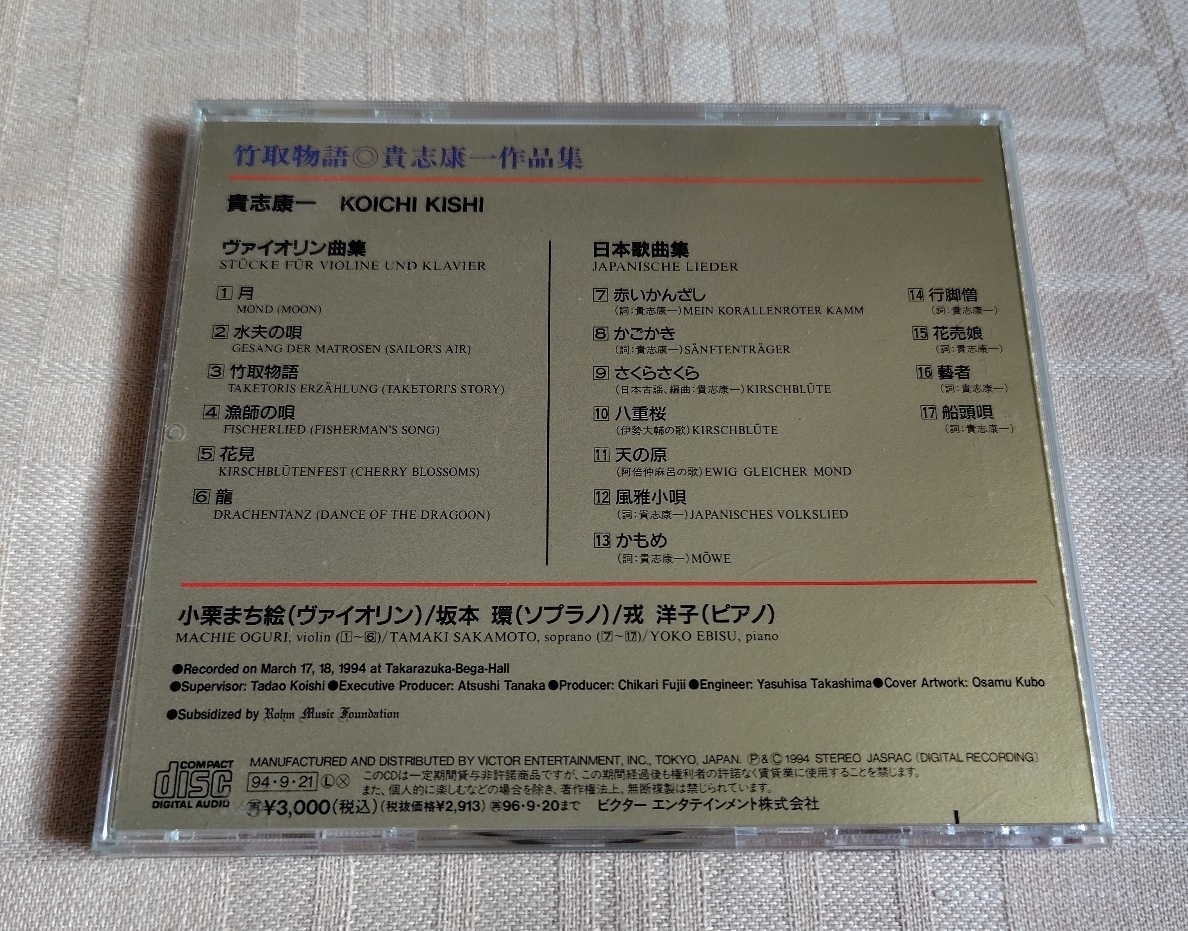 竹取物語◎貴志康一作品集
貴志康一 KOICHI KISHI
ヴァイオリン曲集
STÜCKE FÜR VIOLINE UND KLAVIER
1 月
MOND (MOON)
2 水夫の唄
GESANG DER MATROSEN (SAILOR'S AIR)
3 竹取物語
TAKETORIS ERZÄHLUNG (TAKETORI'S STORY)
4 漁師の唄
FISCHERLIED (FISHERMAN'S SONG)
5 花見
KIRSCHBLÜTENFEST (CHERRY BLOSSOMS)
6 龍
DRACHENTANZ (DANCE OF THE DRAGOON)
日本歌曲集
JAPANISCHE LIEDER
7 赤いかんざし
(詞:貴志康一)MEIN KORALLENROTER KAMM
8 かごかき
(詞:貴志康一)SÄNFTENTRÄGER
9 さくらさくら
(日本古謡、編曲:貴志康一)KIRSCHBLÜTE
10 八重桜
(伊勢大輔の歌)KIRSCHBLÜTE
11 天の原
(阿倍仲麻呂の歌)EWIG GLEICHER MOND
12 風雅小唄
(詞:貴志康一)JAPANISCHES VOLKSLIED
13 かもめ
(詞:貴志康一)MÖWE
14 行脚僧
(詞:貴志康一)
15 花売娘
(詞:貴志康一)
16 藝者
(詞:貴志康一)
17 船頭唄
(詞:貴志康一)
小栗まち絵(ヴァイオリン)/坂本 環(ソプラノ)/戎 洋子(ピアノ)
MACHIE OGURI, violin (1~6)/TAMAKI SAKAMOTO, soprano (7~17)/YOKO EBISU, piano
●Recorded on March 17, 18, 1994 at Takarazuka-Bega-Hall
●Supervisor: Tadao Koishi ●Executive Producer: Atsushi Tanaka ●Producer: Chikari Fujii ●Engineer: Yasuhisa Takashima ●Cover Artwork: Osamu Kubo
●Subsidized by Rohm Music Foundation
COMPACT disc DIGITAL AUDIO
MANUFACTURED AND DISTRIBUTED BY VICTOR ENTERTAINMENT, INC., TOKYO, JAPAN. Ⓟ&Ⓒ 1994 STEREO JASRAC [DIGITAL RECORDING]
94・9・21 Ⓛ Ⓧ このCDは一定期間貸与非許諾商品ですが、この期間経過後も権利者の許諾なく賃貸業に使用することを禁じます。
また、個人的に楽しむなどの場合を除き、著作権法上、無断複製は禁じられています。
㊢¥3,000(税込)(税抜価格¥2,913) ㊢96・9・20まで ビクター エンタテインメント株式会社